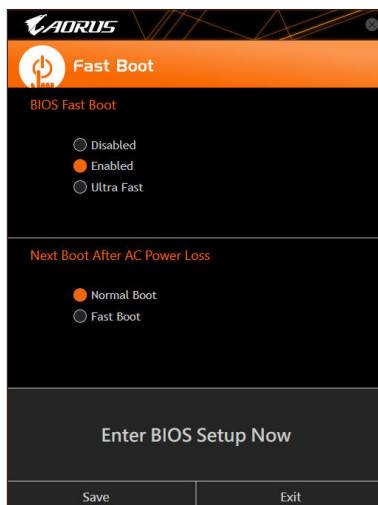 AORUS
Fast Boot
BIOS Fast Boot
Disabled
Enabled
Ultra Fast
Next Boot After AC Power Loss
Normal Boot
Fast Boot
Enter BIOS Setup Now
Save Exit